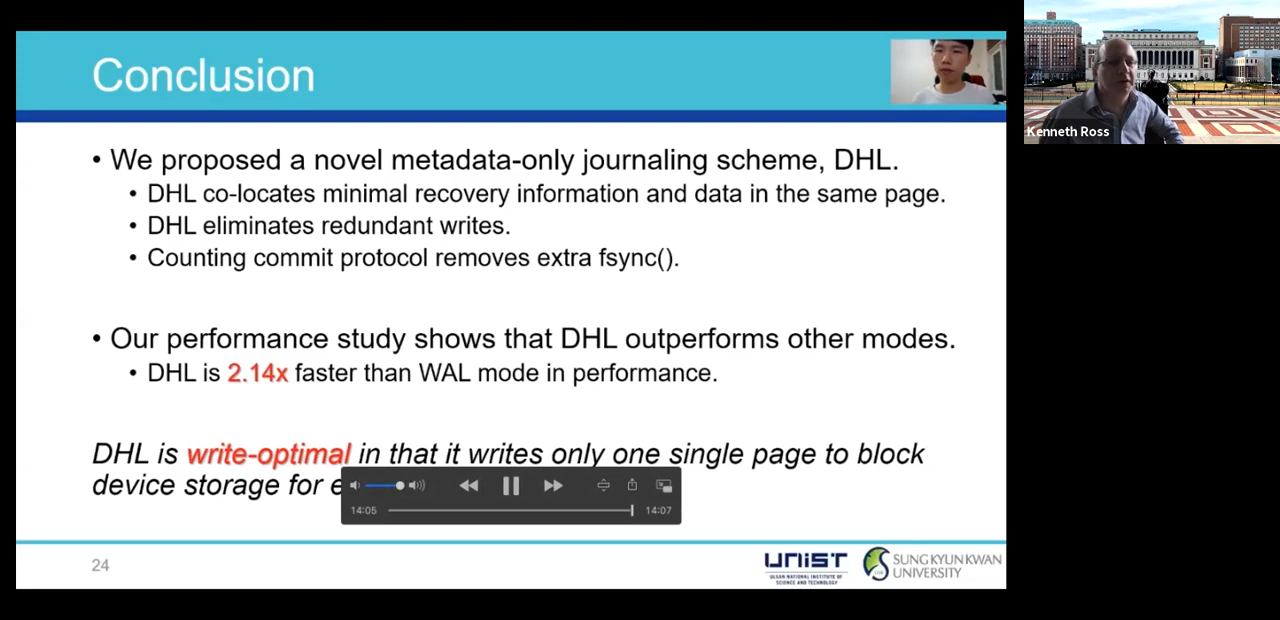 Conclusion
• We proposed a novel metadata-only journaling scheme, DHL.
• DHL co-locates minimal recovery information and data in the same page.
• DHL eliminates redundant writes.
• Counting commit protocol removes extra fsync().
• Our performance study shows that DHL outperforms other modes.
• DHL is 2.14x faster than WAL mode in performance.
DHL is write-optimal in that it writes only one single page to block
device storage for
14:05
14:07
24
UNIST
ULSAN NATIONAL INSTITUTE OF
SCIENCE AND TECHNOLOGY
SUNG KYUN KWAN
UNIVERSITY
Kenneth Ross